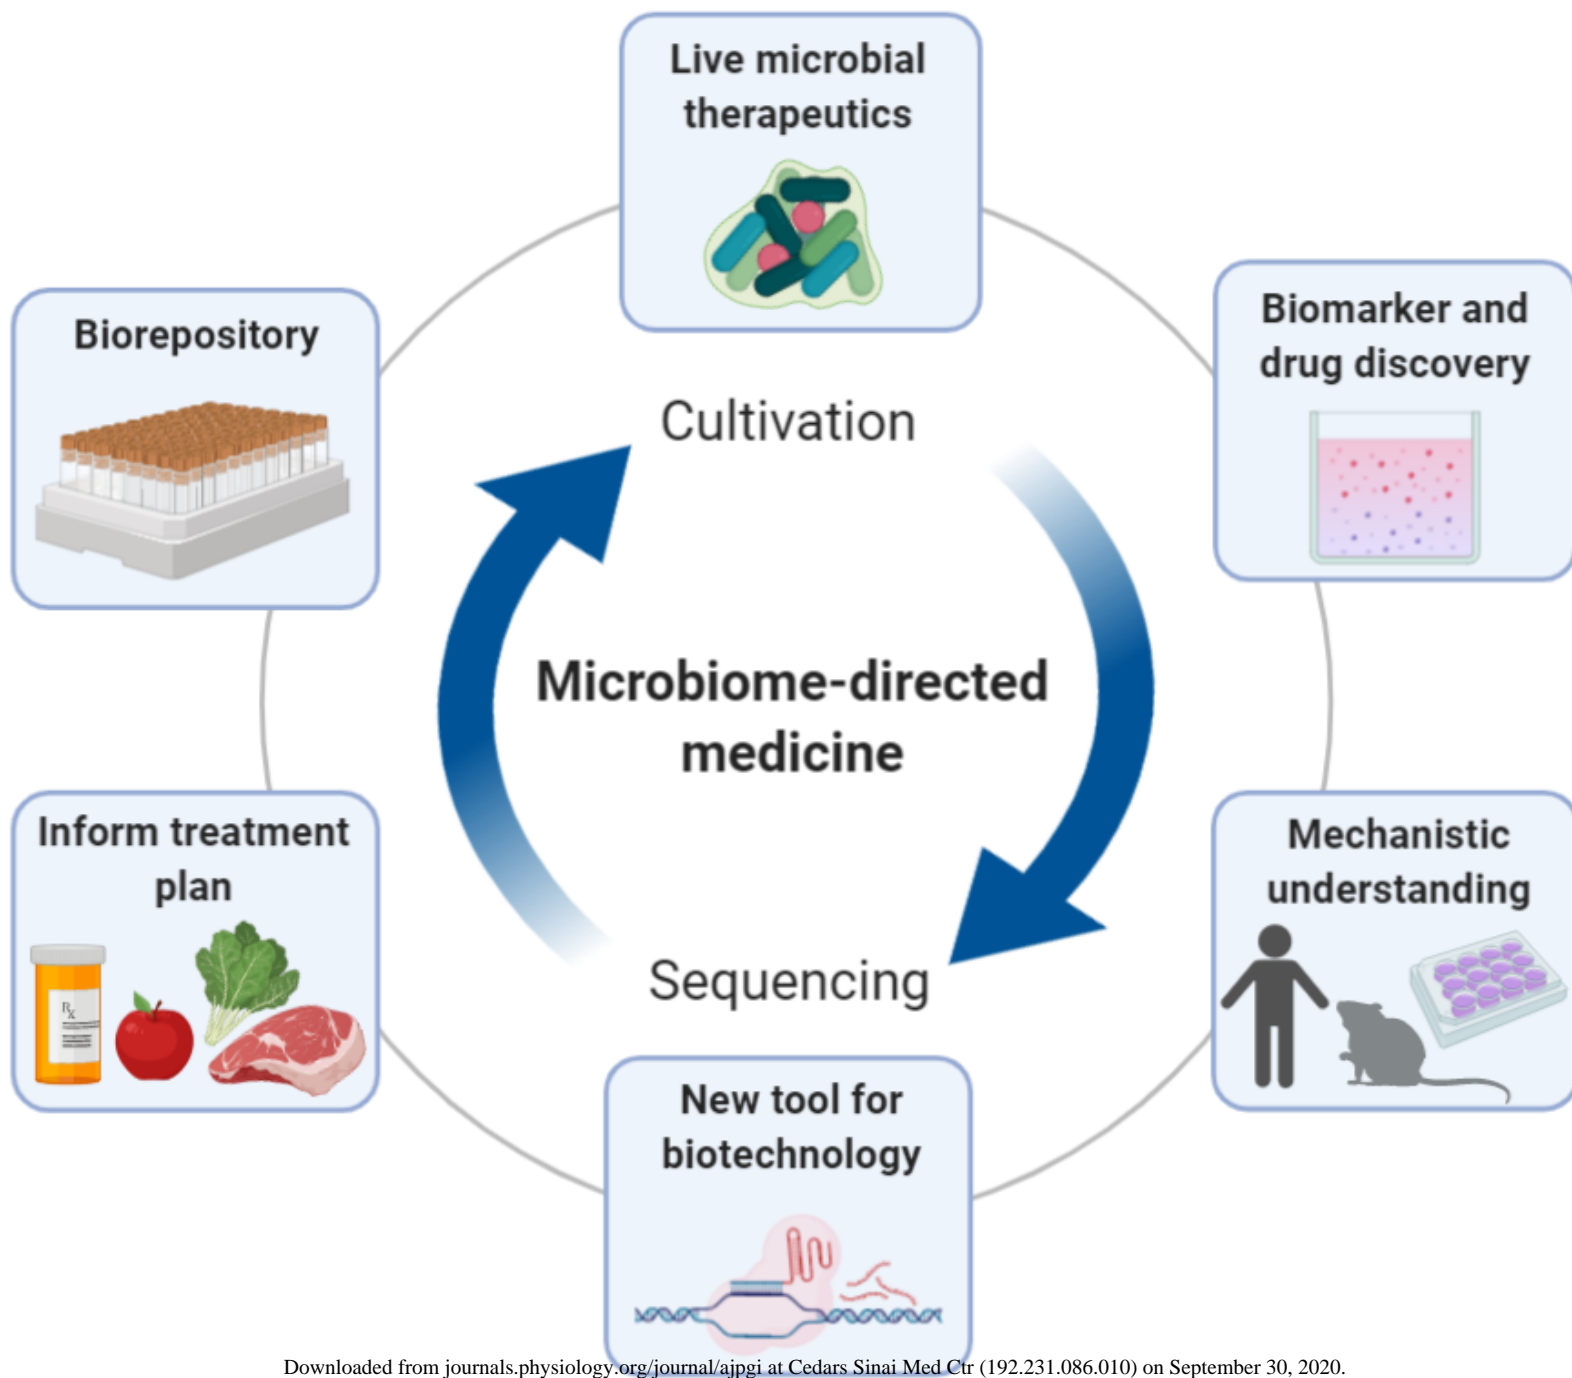 Live microbial
therapeutics
Biorepository
Biomarker and
drug discovery
Cultivation
Microbiome-directed
medicine
Inform treatment
plan
Rx
Mechanistic
understanding
Sequencing
New tool for
biotechnology
Downloaded from journals.physiology.org/journal/ajpgi at Cedars Sinai Med Ctr (192.231.086.010) on September 30, 2020.